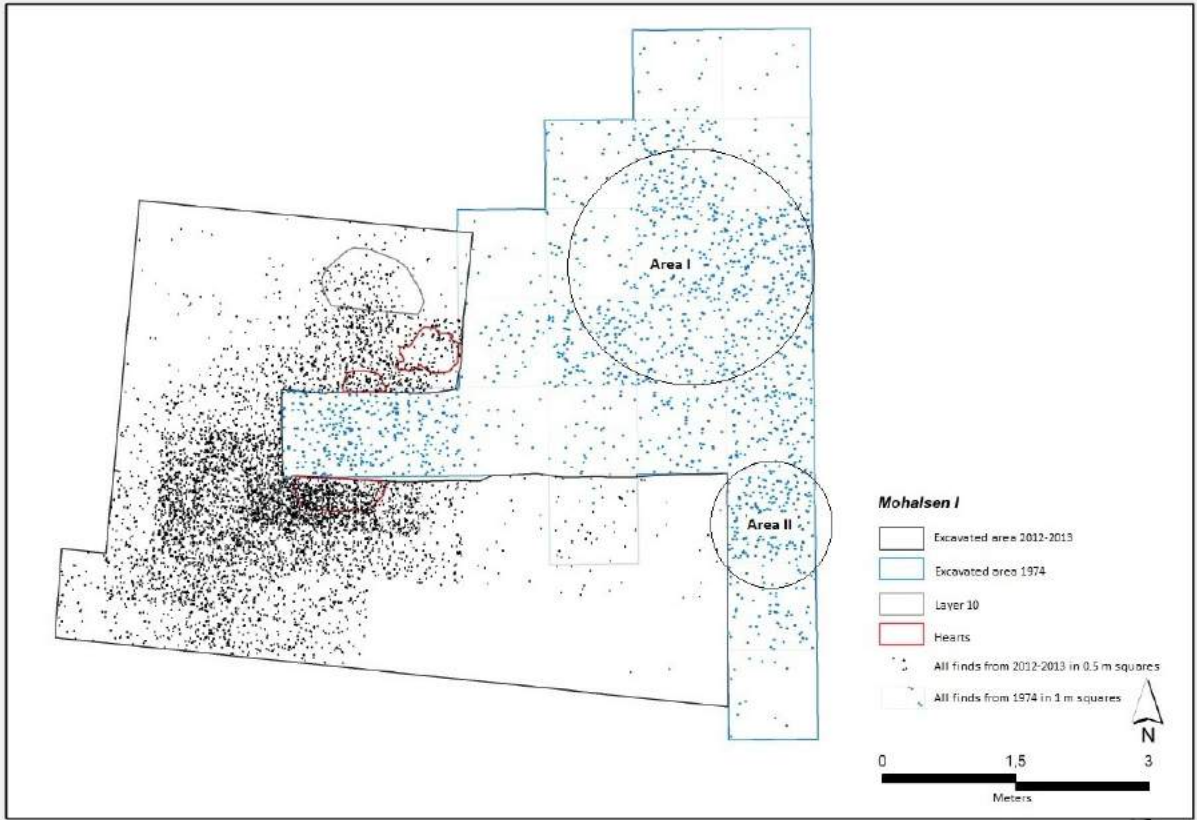 Area I
Area II
Mohalsen I
Excavated area 2012-2013
Excavated area 1974
Layer 10
Hearts
All finds from 2012-2013 in 0.5 m squares
All finds from 1974 in 1 m squares
N
0 1,5 3
Meters